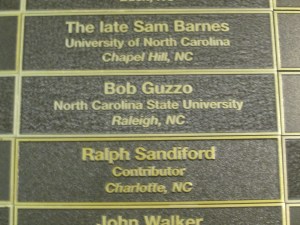 The late Sam Barnes
University of North Carolina
Chapel Hill, NC
Bob Guzzo
North Carolina State University
Raleigh, NC
Ralph Sandiford
Contributor
Charlotte, NC
John Walker